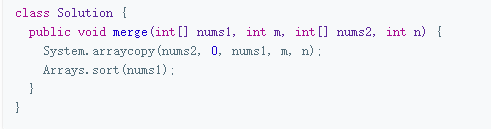 class Solution {
  public void merge(int[] nums1, int m, int[] nums2, int n) {
    System.arraycopy(nums2, 0, nums1, m, n);
    Arrays.sort(nums1);
  }
}